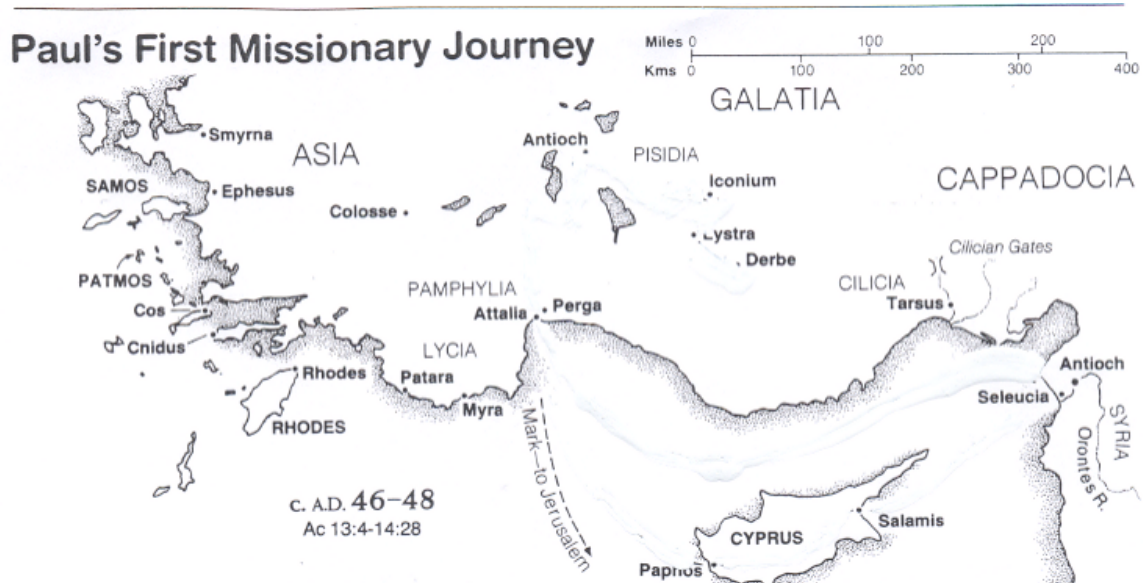 Paul's First Missionary Journey
Miles 0 100 200
Kms 0 100 200 300 400
GALATIA
Smyrna
Antioch
ASIA
PISIDIA
SAMOS
Ephesus
Iconium
CAPPADOCIA
Colosse
Lystra
Derbe
Cilician Gates
PATMOS
PAMPHYLIA
CILICIA
Cos
Attalia
Perga
Tarsus
Cnidus
LYCIA
Rhodes
Patara
Antioch
Seleucia
Myra
RHODES
SYRIA
Orontes R.
Mark—to Jerusalem
c. A.D. 46–48
Ac 13:4-14:28
Salamis
CYPRUS
Paphos